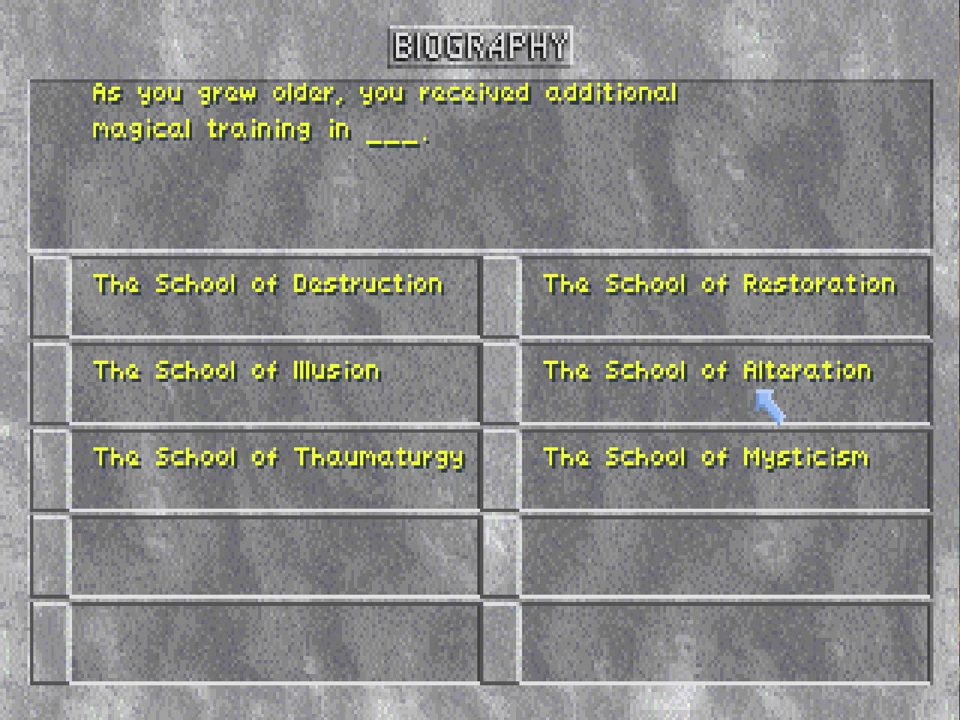 BIOGRAPHY
As you grew older, you received additional
magical training in ___.
The School of Destruction
The School of Restoration
The School of Illusion
The School of Alteration
The School of Thaumaturgy
The School of Mysticism